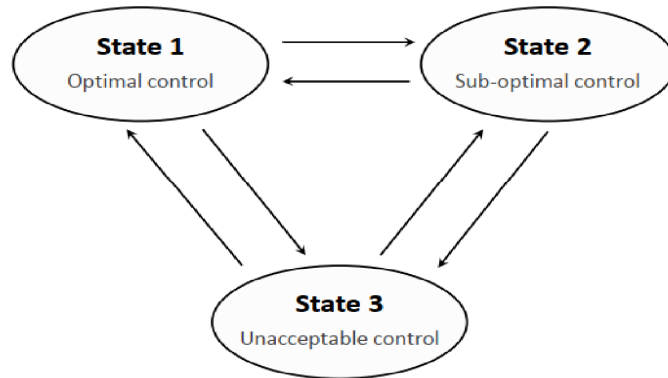 State 1
Optimal control
State 2
Sub-optimal control
State 3
Unacceptable control